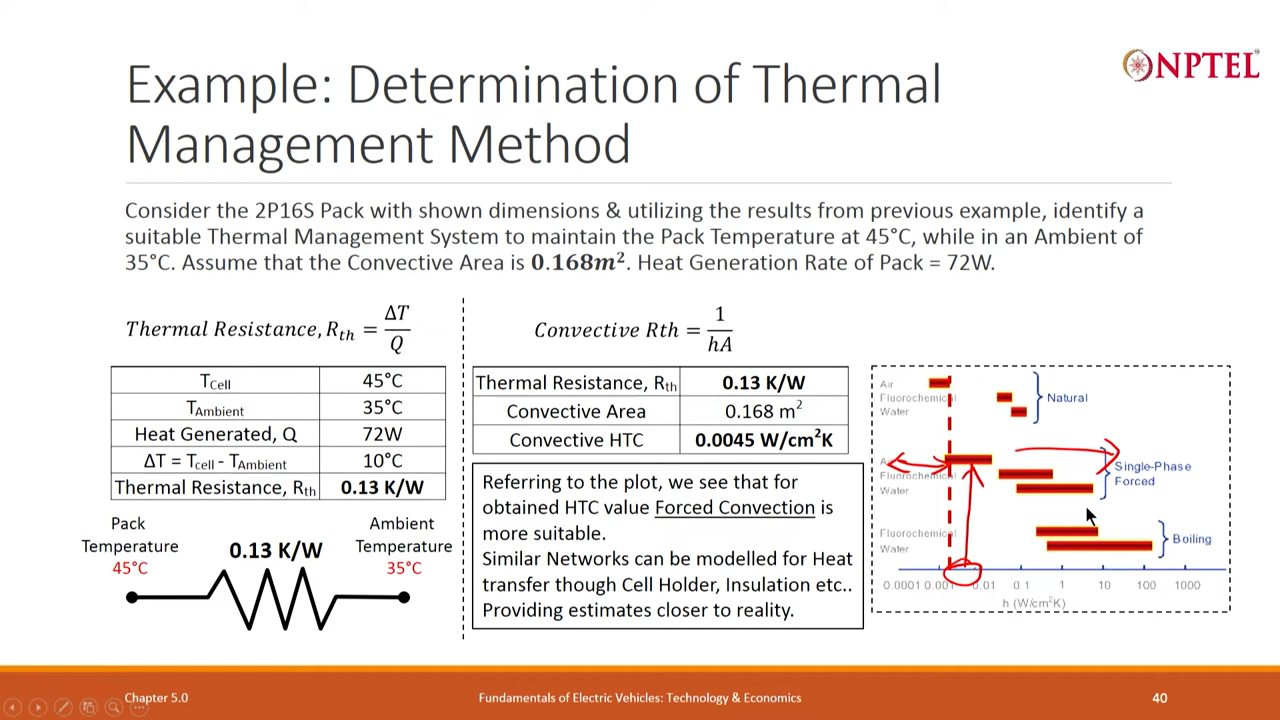 NPTEL
Example: Determination of Thermal
Management Method
Consider the 2P16S Pack with shown dimensions & utilizing the results from previous example, identify a
suitable Thermal Management System to maintain the Pack Temperature at 45°C, while in an Ambient of
35°C. Assume that the Convective Area is 0.168m². Heat Generation Rate of Pack = 72W.
Thermal Resistance, R_th = ΔT / Q
T_Cell 45°C
T_Ambient 35°C
Heat Generated, Q 72W
ΔT = T_cell - T_Ambient 10°C
Thermal Resistance, R_th 0.13 K/W
Pack
Temperature
45°C
0.13 K/W
Ambient
Temperature
35°C
Convective Rth = 1 / hA
Thermal Resistance, R_th 0.13 K/W
Convective Area 0.168 m²
Convective HTC 0.0045 W/cm²K
Referring to the plot, we see that for
obtained HTC value Forced Convection is
more suitable.
Similar Networks can be modelled for Heat
transfer though Cell Holder, Insulation etc..
Providing estimates closer to reality.
Air
Fluorochemical
Water
Natural
Fluorochemical
Water
Single-Phase
Forced
Fluorochemical
Water
Boiling
0.0001 0.001 0.01 0.1 1 10 100 1000
h (W/cm²K)
Chapter 5.0
Fundamentals of Electric Vehicles: Technology & Economics
40